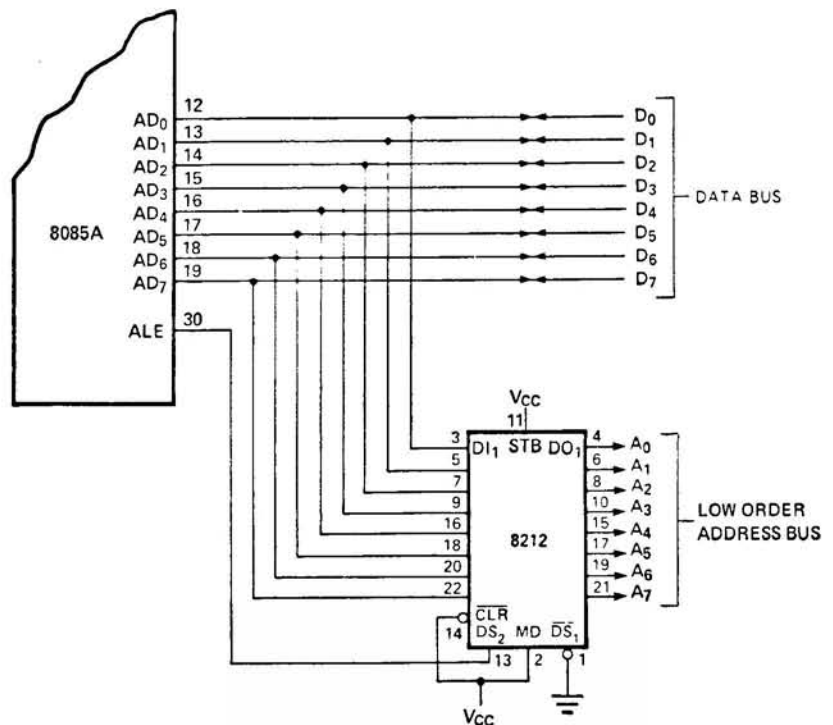 12
AD0 D0
13
AD1 D1
14
AD2 D2
15
AD3 D3
16
AD4 D4
17
AD5 D5
18
AD6 D6
19
AD7 D7
8085A
DATA BUS
ALE 30
VCC
11
3 DI1 STB DO1 4 A0
5 6 A1
7 8 A2
9 10 A3
16 15 A4
18 17 A5
20 19 A6
22 21 A7
8212
LOW ORDER
ADDRESS BUS
CLR
14 DS2 MD DS1
13 2 1
VCC